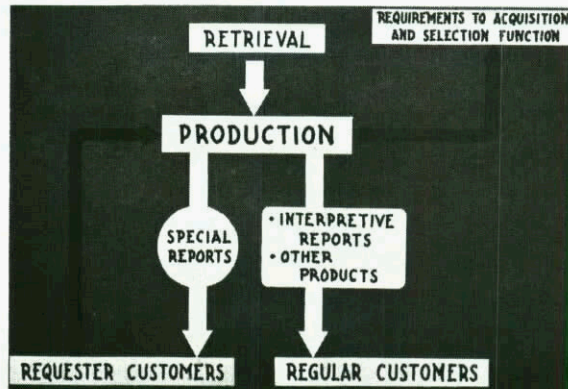 REQUIREMENTS TO ACQUISITION
AND SELECTION FUNCTION
RETRIEVAL
PRODUCTION
SPECIAL
REPORTS
• INTERPRETIVE
REPORTS
• OTHER
PRODUCTS
REQUESTER CUSTOMERS
REGULAR CUSTOMERS